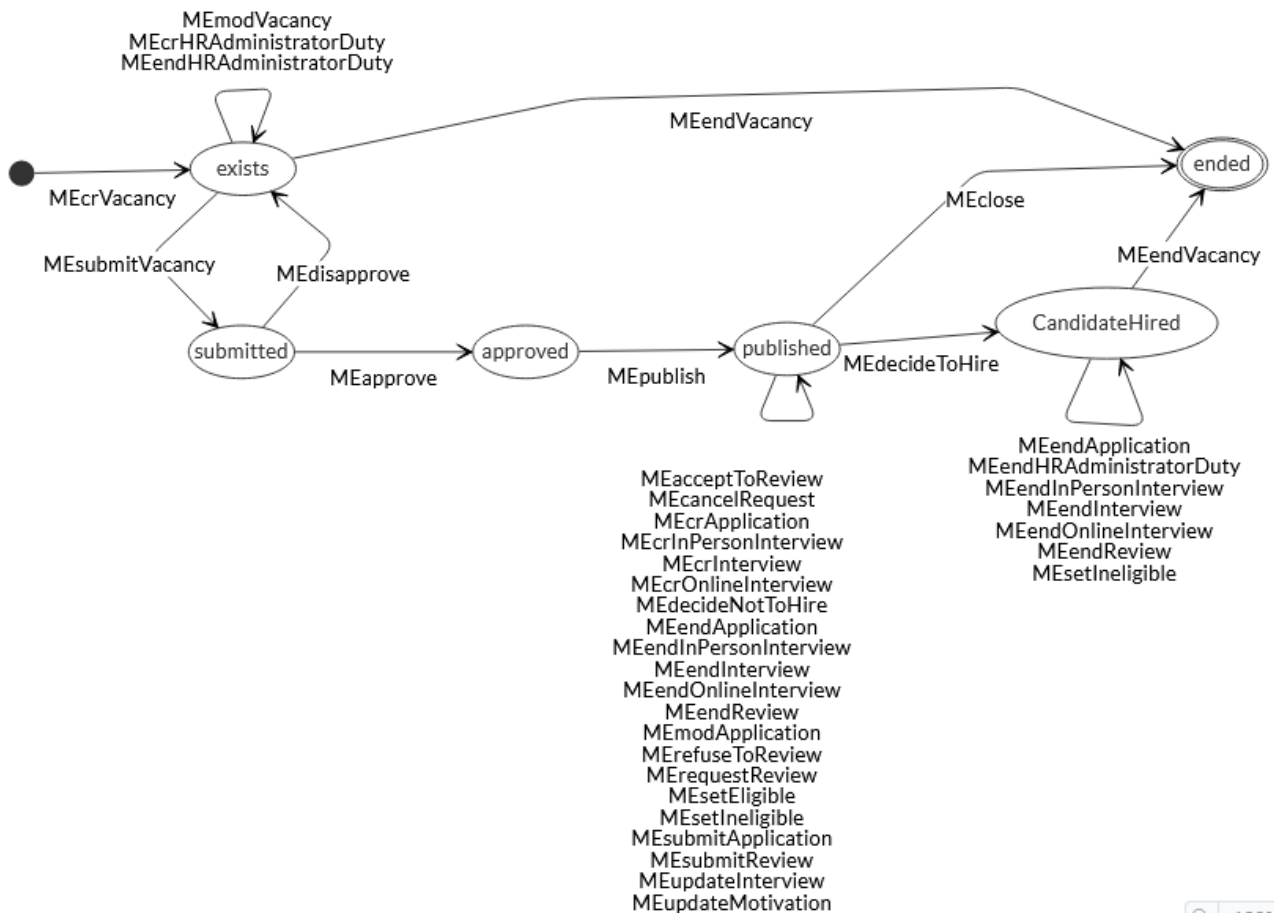 MEmodVacancy
MEcrHRAdministratorDuty
MEendHRAdministratorDuty
MEendVacancy
exists
ended
MEcrVacancy
MEclose
MEsubmitVacancy
MEdisapprove
MEendVacancy
submitted
approved
published
CandidateHired
MEapprove
MEpublish
MEdecideToHire
MEacceptToReview
MEcancelRequest
MEcrApplication
MEcrInPersonInterview
MEcrInterview
MEcrOnlineInterview
MEdecideNotToHire
MEendApplication
MEendInPersonInterview
MEendInterview
MEendOnlineInterview
MEendReview
MEmodApplication
MErefuseToReview
MErequestReview
MEsetEligible
MEsetIneligible
MEsubmitApplication
MEsubmitReview
MEupdateInterview
MEupdateMotivation
MEendApplication
MEendHRAdministratorDuty
MEendInPersonInterview
MEendInterview
MEendOnlineInterview
MEendReview
MEsetIneligible